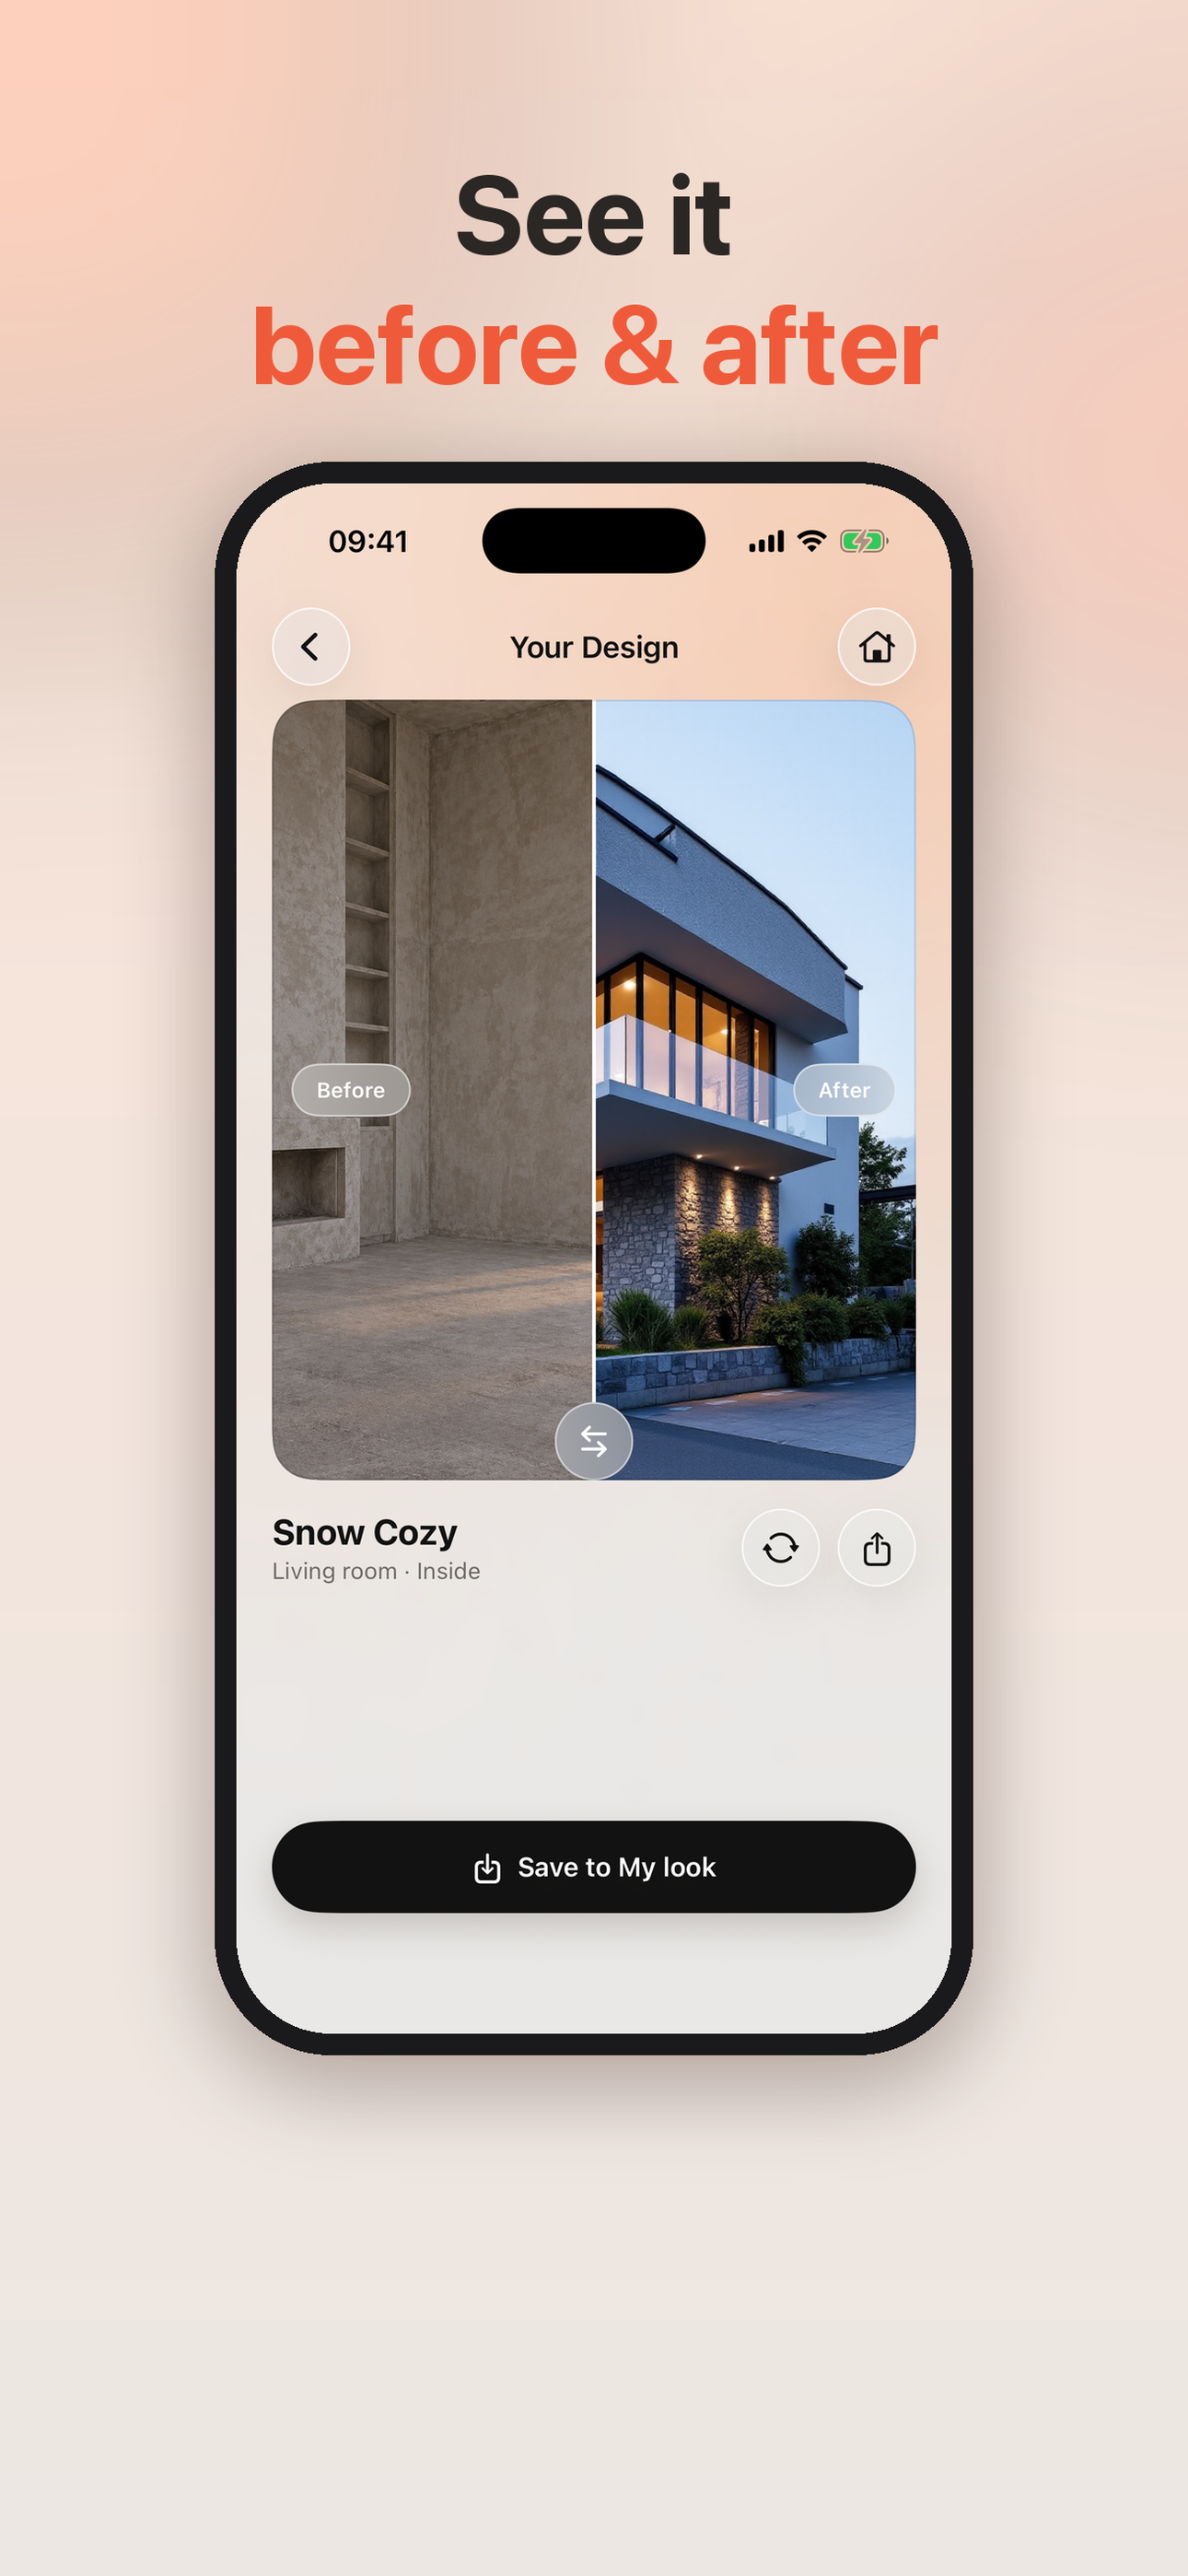 See it
before & after
09:41
Your Design
Before
After
Snow Cozy
Living room · Inside
Save to My look